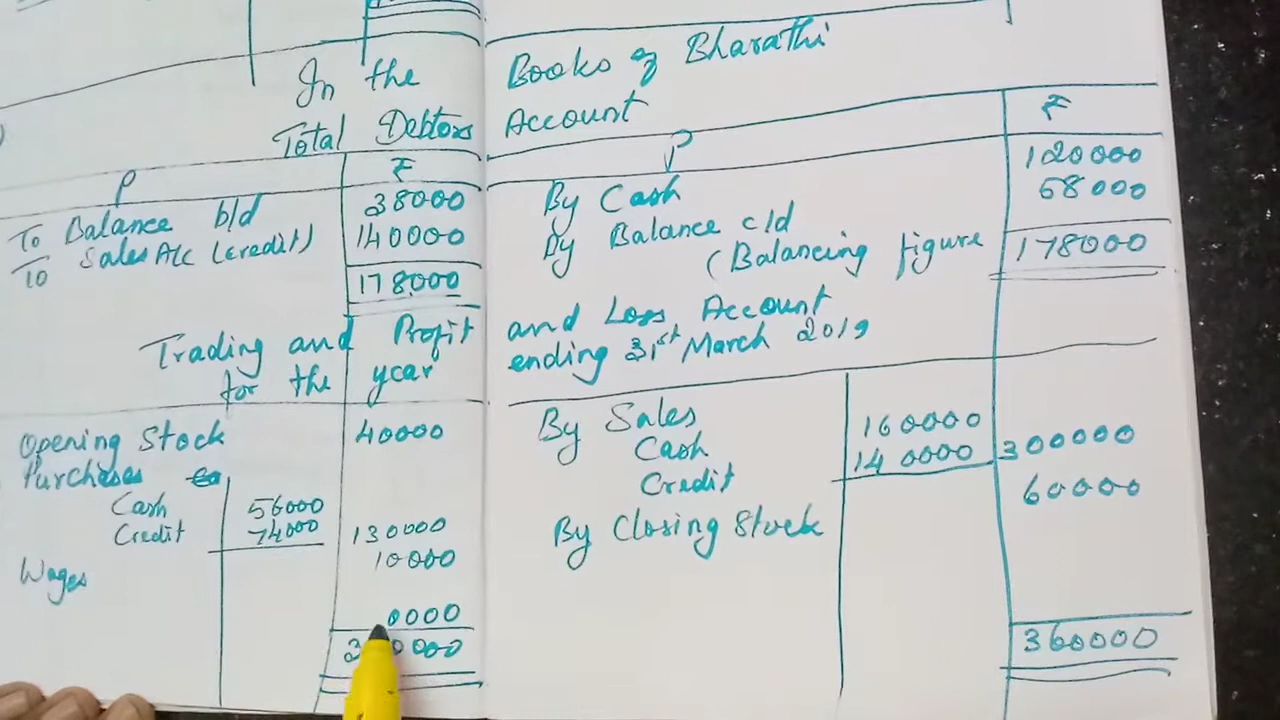 In the Books of Bharathi
Total Debtors Account
P ₹ P ₹
To Balance b/d 38000 By Cash 120000
To Sales A/c (credit) 140000 By Balance c/d 58000
178000 (Balancing figure 178000
Trading and Profit and Loss Account
for the year ending 31st March 2019
Opening Stock 40000 By Sales
Purchases Cash 160000
Cash 56000 Credit 140000 300000
Credit 74000 130000 By Closing Stock 60000
Wages 10000
0000
360000